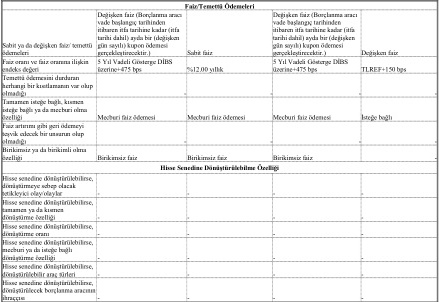 Faiz/Temettü Ödemeleri
Sabit ya da değişken faiz/ temettü ödemeleri
Değişken faiz (Borçlanma aracı vade başlangıç tarihinden itibaren itfa tarihine kadar (itfa tarihi dahil) ayda bir (değişken gün sayılı) kupon ödemesi gerçekleştirecektir.)
Sabit faiz
Değişken faiz (Borçlanma aracı vade başlangıç tarihinden itibaren itfa tarihine kadar (itfa tarihi dahil) ayda bir (değişken gün sayılı) kupon ödemesi gerçekleştirecektir.)
Değişken faiz
Faiz oranı ve faiz oranına ilişkin endeks değeri
5 Yıl Vadeli Gösterge DİBS üzerine+475 bps
%12.00 yıllık
5 Yıl Vadeli Gösterge DİBS üzerine+475 bps
TLREF+150 bps
Temettü ödemesini durduran herhangi bir kısıtlamanın var olup olmadığı
-
-
-
-
Tamamen isteğe bağlı, kısmen isteğe bağlı ya da mecburi olma özelliği
Mecburi faiz ödemesi
Mecburi faiz ödemesi
Mecburi faiz ödemesi
İsteğe bağlı
Faiz artırımı gibi geri ödemeyi teşvik edecek bir unsurun olup olmadığı
-
-
-
-
Birikimsiz ya da birikimli olma özelliği
Birikimsiz faiz
Birikimsiz faiz
Birikimsiz faiz
-
Hisse Senedine Dönüştürülebilme Özelliği
Hisse senedine dönüştürülebilirse, dönüştürmeye sebep olacak tetikleyici olay/olaylar
-
-
-
-
Hisse senedine dönüştürülebilirse, tamamen ya da kısmen dönüştürme özelliği
-
-
-
-
Hisse senedine dönüştürülebilirse, dönüştürme oranı
-
-
-
-
Hisse senedine dönüştürülebilirse, mecburi ya da isteğe bağlı dönüştürme özelliği
-
-
-
-
Hisse senedine dönüştürülebilirse, dönüştürülebilir araç türleri
-
-
-
-
Hisse senedine dönüştürülebilirse, dönüştürülecek borçlanma aracının ihraççısı
-
-
-
-